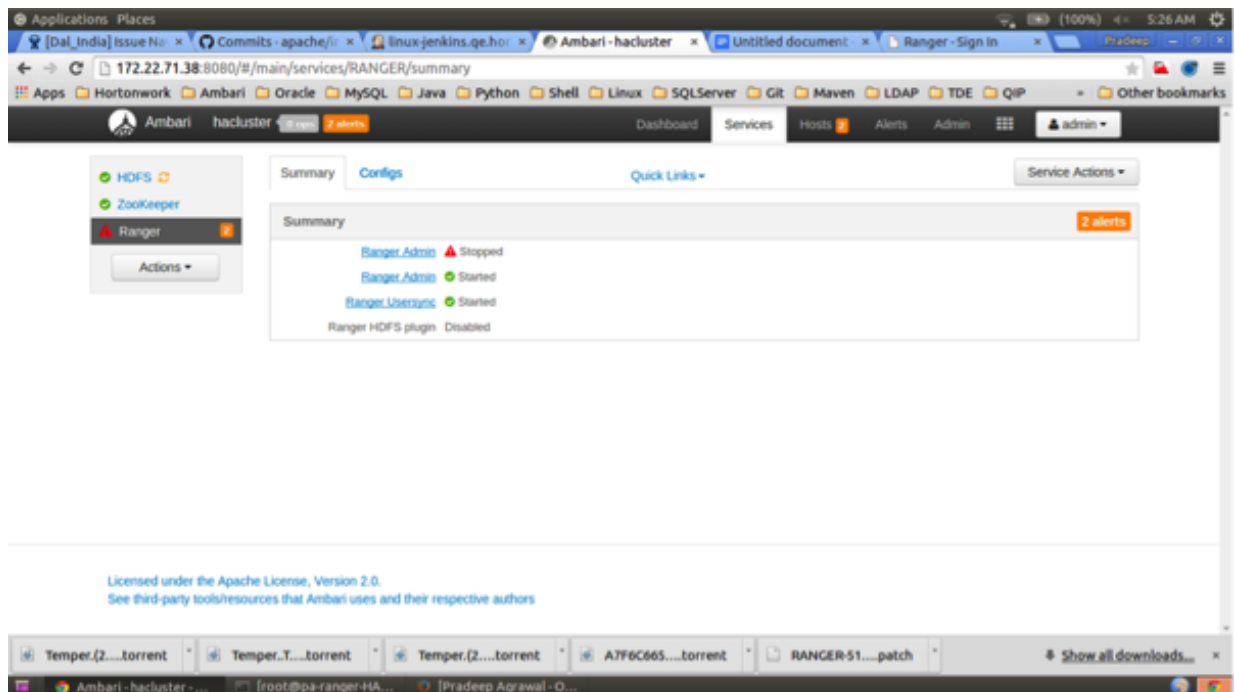 Applications Places (100%) 5:26 AM
[Dal_India] Issue Na × Commits · apache/ir × linux-jenkins.qe.hor × Ambari - hacluster × Untitled document - × Ranger - Sign In × Pradeep
172.22.71.38:8080/#/main/services/RANGER/summary
Apps Hortonwork Ambari Oracle MySQL Java Python Shell Linux SQLServer Git Maven LDAP TDE QIP » Other bookmarks
Ambari hacluster 0 ops 2 alerts Dashboard Services Hosts 2 Alerts Admin admin
HDFS
ZooKeeper
Ranger 2
Actions
Summary Configs Quick Links Service Actions
Summary 2 alerts
Ranger Admin Stopped
Ranger Admin Started
Ranger Usersync Started
Ranger HDFS plugin Disabled
Licensed under the Apache License, Version 2.0.
See third-party tools/resources that Ambari uses and their respective authors
Temper.(2....torrent Temper..T....torrent Temper.(2....torrent A7F6C665....torrent RANGER-51....patch Show all downloads... ×
Ambari - hacluster - ... [root@pa-ranger-HA... [Pradeep Agrawal - O...